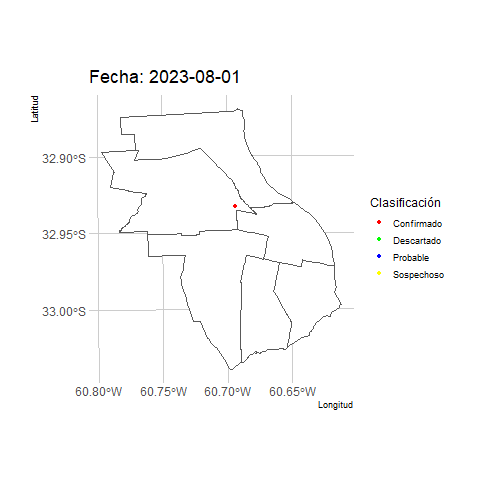 Fecha: 2023-08-01
Latitud
32.90°S
32.95°S
33.00°S
60.80°W
60.75°W
60.70°W
60.65°W
Longitud
Clasificación
Confirmado
Descartado
Probable
Sospechoso